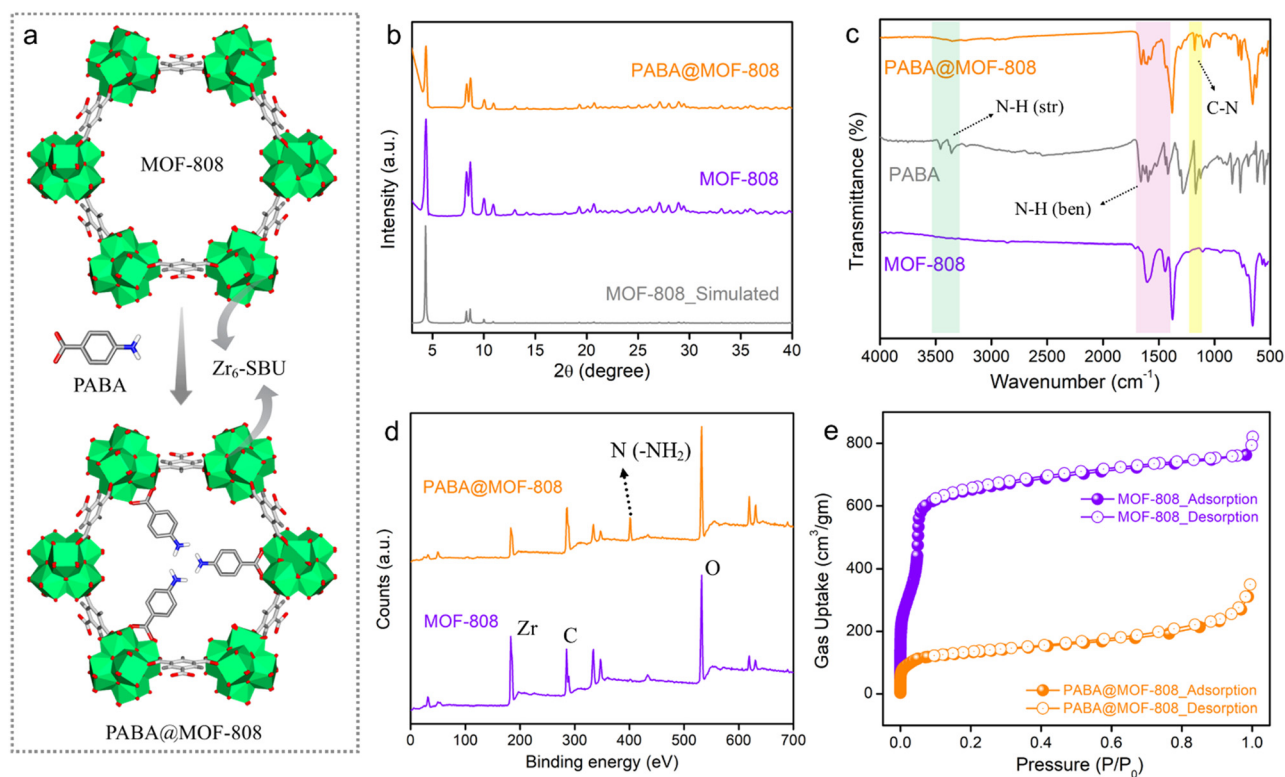 a
MOF-808
PABA
Zr₆-SBU
PABA@MOF-808
b
PABA@MOF-808
MOF-808
MOF-808_Simulated
Intensity (a.u.)
5 10 15 20 25 30 35 40
2θ (degree)
c
PABA@MOF-808
N-H (str)
C-N
PABA
N-H (ben)
MOF-808
Transmittance (%)
4000 3500 3000 2500 2000 1500 1000 500
Wavenumber (cm⁻¹)
d
N (-NH₂)
PABA@MOF-808
O
Zr
C
MOF-808
Counts (a.u.)
0 100 200 300 400 500 600 700
Binding energy (eV)
e
800
600
400
200
0
MOF-808_Adsorption
MOF-808_Desorption
PABA@MOF-808_Adsorption
PABA@MOF-808_Desorption
Gas Uptake (cm³/gm)
0.0 0.2 0.4 0.6 0.8 1.0
Pressure (P/P₀)